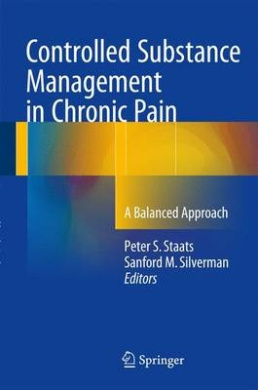 Controlled Substance
Management
in Chronic Pain
A Balanced Approach
Peter S. Staats
Sanford M. Silverman
Editors
Springer